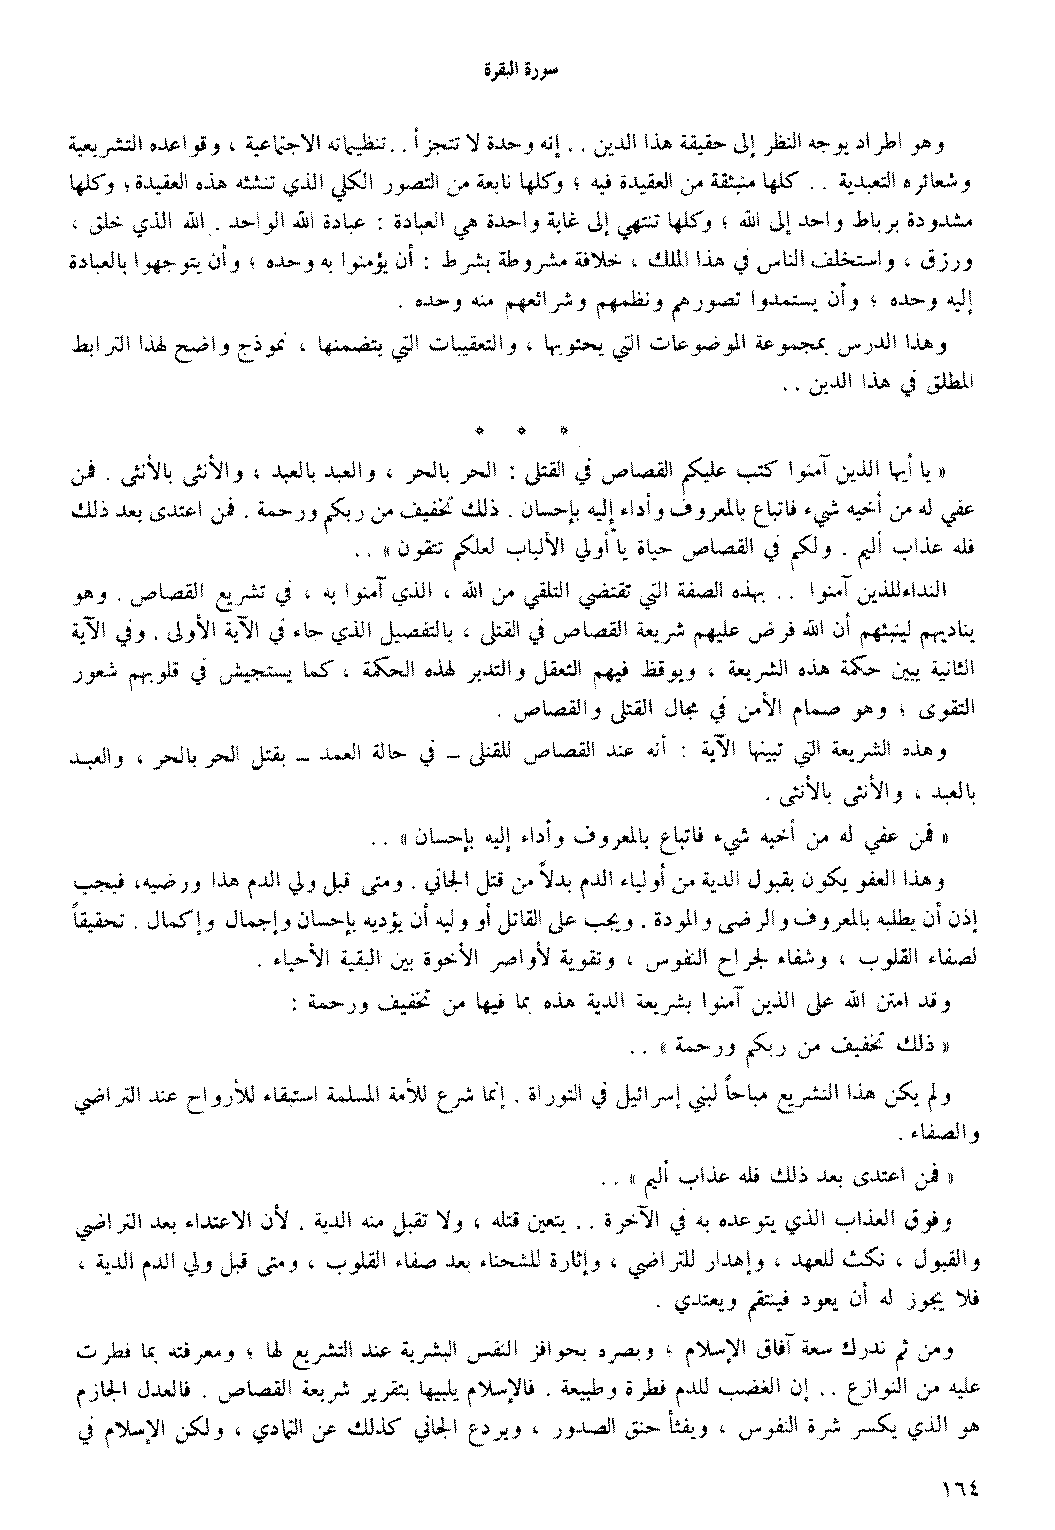 سورة البقرة
وهو اطراد يوجه النظر إلى حقيقة هذا الدين . . إنه وحدة لا تتجزأ . . تنظيماته الاجتماعية ، وقواعده التشريعية
وشعائره التعبدية . . كلها منبثقة من العقيدة فيه ؛ وكلها نابعة من التصور الكلي الذي تنشئه هذه العقيدة ؛ وكلها
مشدودة برباط واحد إلى الله ؛ وكلها تنتهي إلى غاية واحدة هي العبادة : عبادة الله الواحد . الله الذي خلق ،
ورزق ، واستخلف الناس في هذا الملك ، خلافة مشروطة بشرط : أن يؤمنوا به وحده ؛ وأن يتوجهوا بالعبادة
إليه وحده ؛ وأن يستمدوا تصورهم ونظمهم وشرائعهم منه وحده .
وهذا الدرس بمجموعة الموضوعات التي يحتويها ، والتعقيبات التي يتضمنها ، نموذج واضح لهذا الترابط
المطلق في هذا الدين . .
* * *
« يا أيها الذين آمنوا كتب عليكم القصاص في القتلى : الحر بالحر ، والعبد بالعبد ، والأنثى بالأنثى . فمن
عفي له من أخيه شيء فاتباع بالمعروف وأداء إليه بإحسان . ذلك تخفيف من ربكم ورحمة . فمن اعتدى بعد ذلك
فله عذاب أليم . ولكم في القصاص حياة يا أولي الألباب لعلكم تتقون » . .
النداء للذين آمنوا . . بهذه الصفة التي تقتضي التلقي من الله ، الذي آمنوا به ، في تشريع القصاص . وهو
يناديهم لينبئهم أن الله فرض عليهم شريعة القصاص في القتلى ، بالتفصيل الذي جاء في الآية الأولى . وفي الآية
الثانية يبين حكمة هذه الشريعة ، ويوقظ فيهم التعقل والتدبر لهذه الحكمة ، كما يستجيش في قلوبهم شعور
التقوى ؛ وهو صمام الأمن في مجال القتلى والقصاص .
وهذه الشريعة التي تبينها الآية : أنه عند القصاص للقتلى – في حالة العمد – يقتل الحر بالحر ، والعبد
بالعبد ، والأنثى بالأنثى .
« فمن عفي له من أخيه شيء فاتباع بالمعروف وأداء إليه بإحسان » . .
وهذا العفو يكون بقبول الدية من أولياء الدم بدلاً من قتل الجاني . ومتى قبل ولي الدم هذا ورضيه، فيجب
إذن أن يطلبه بالمعروف والرضى والمودة . ويجب على القاتل أو وليه أن يؤديه بإحسان وإجمال وإكمال . تحقيقاً
لصفاء القلوب ، وشفاء لجراح النفوس ، وتقوية لأواصر الأخوة بين البقية الأحياء .
وقد امتن الله على الذين آمنوا بشريعة الدية هذه بما فيها من تخفيف ورحمة :
« ذلك تخفيف من ربكم ورحمة » . .
ولم يكن هذا التشريع مباحاً لبني إسرائيل في التوراة . إنما شرع للأمة المسلمة استبقاء للأرواح عند التراضي
والصفاء .
« فمن اعتدى بعد ذلك فله عذاب أليم » . .
وفوق العذاب الذي يتوعده به في الآخرة . . يتعين قتله ، ولا تقبل منه الدية . لأن الاعتداء بعد التراضي
والقبول ، نكث للعهد ، وإهدار للتراضي ، وإثارة للشحناء بعد صفاء القلوب ، ومتى قبل ولي الدم الدية ،
فلا يجوز له أن يعود فينتقم ويعتدي .
ومن ثم ندرك سعة آفاق الإسلام ؛ وبصره بحوافز النفس البشرية عند التشريع لها ؛ ومعرفته بما فطرت
عليه من النوازع . . إن الغضب للدم فطرة وطبيعة . فالإسلام يلبيها بتقرير شريعة القصاص . فالعدل الجازم
هو الذي يكسر شرة النفوس ، ويفثأ حنق الصدور ، ويردع الجاني كذلك عن التمادي ، ولكن الإسلام في
١٦٤